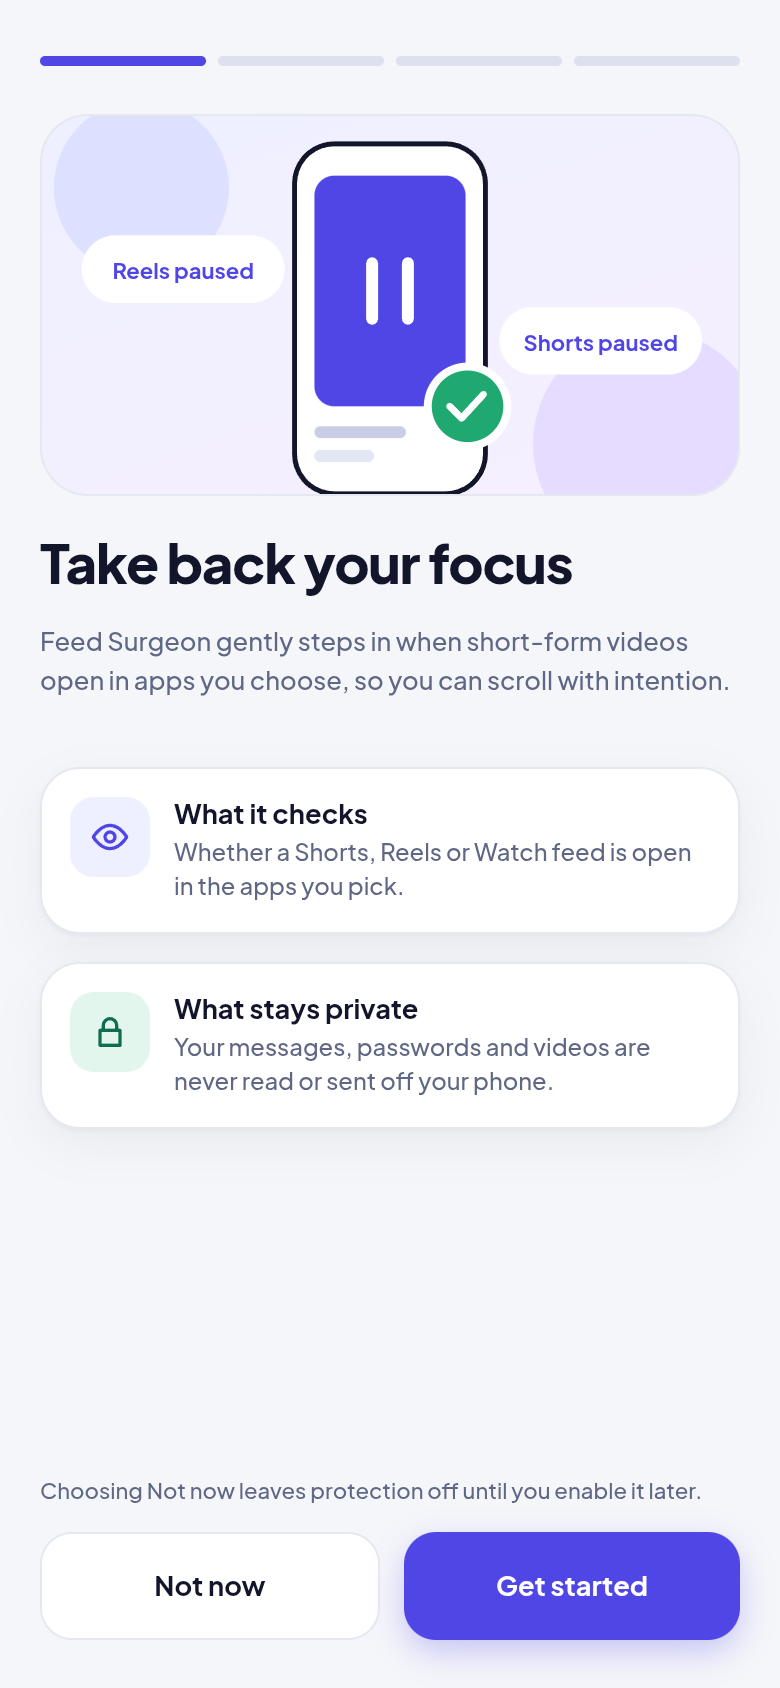 Reels paused
Shorts paused
Take back your focus
Feed Surgeon gently steps in when short-form videos
open in apps you choose, so you can scroll with intention.
What it checks
Whether a Shorts, Reels or Watch feed is open
in the apps you pick.
What stays private
Your messages, passwords and videos are
never read or sent off your phone.
Choosing Not now leaves protection off until you enable it later.
Not now
Get started